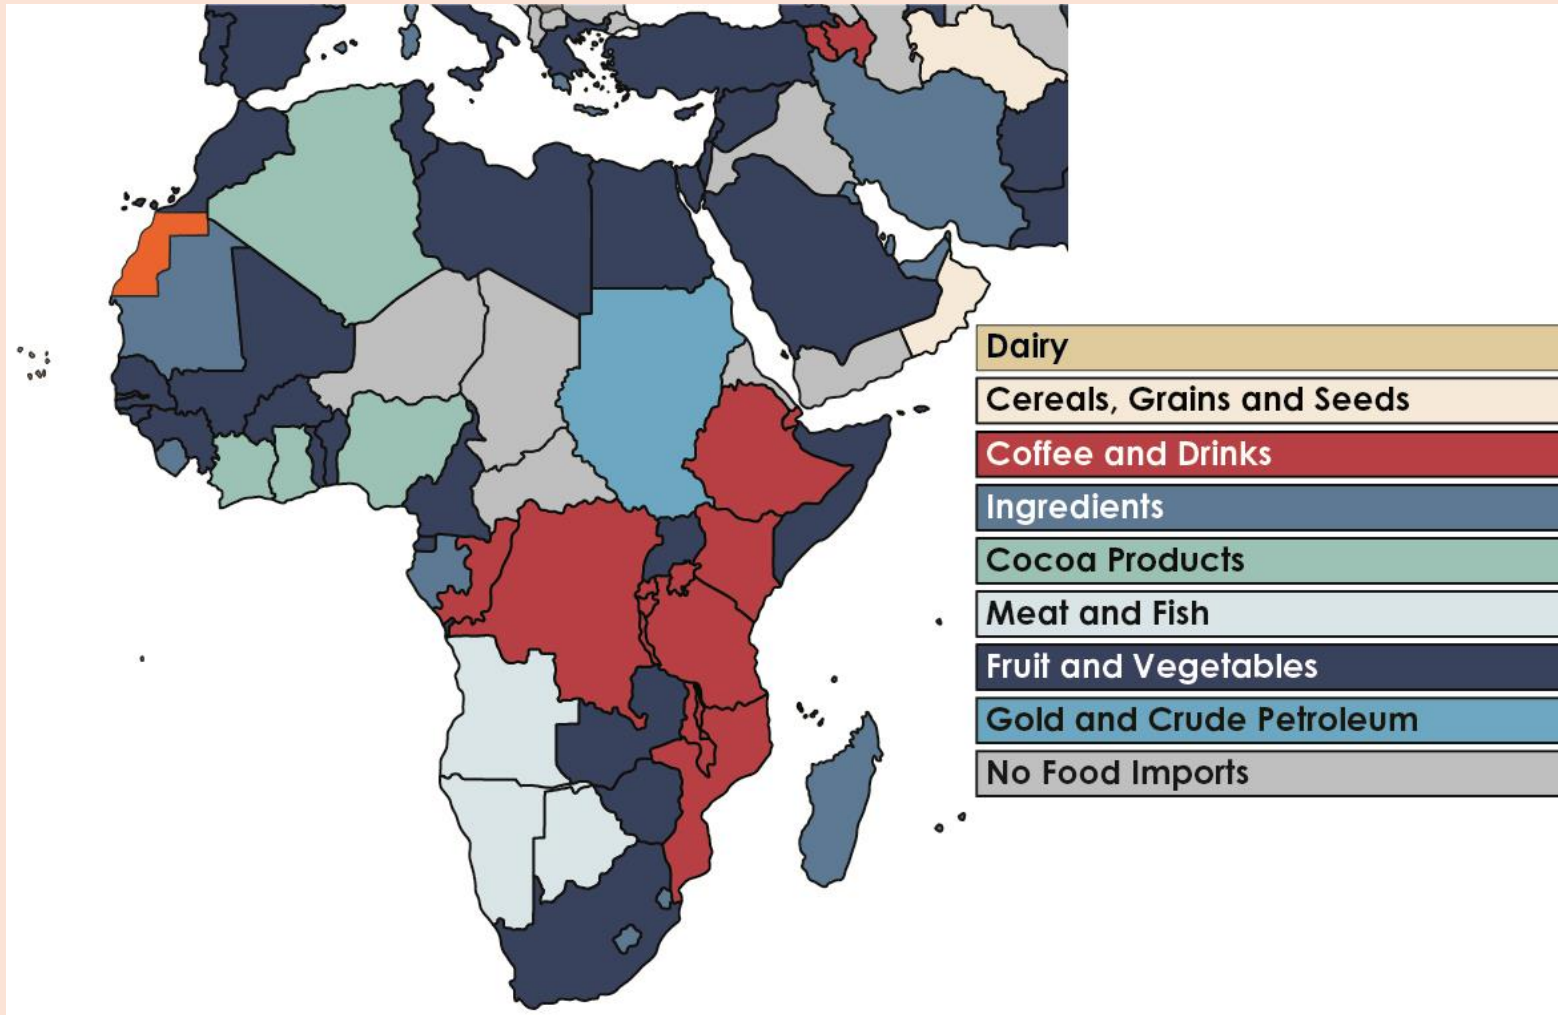 Dairy
Cereals, Grains and Seeds
Coffee and Drinks
Ingredients
Cocoa Products
Meat and Fish
Fruit and Vegetables
Gold and Crude Petroleum
No Food Imports